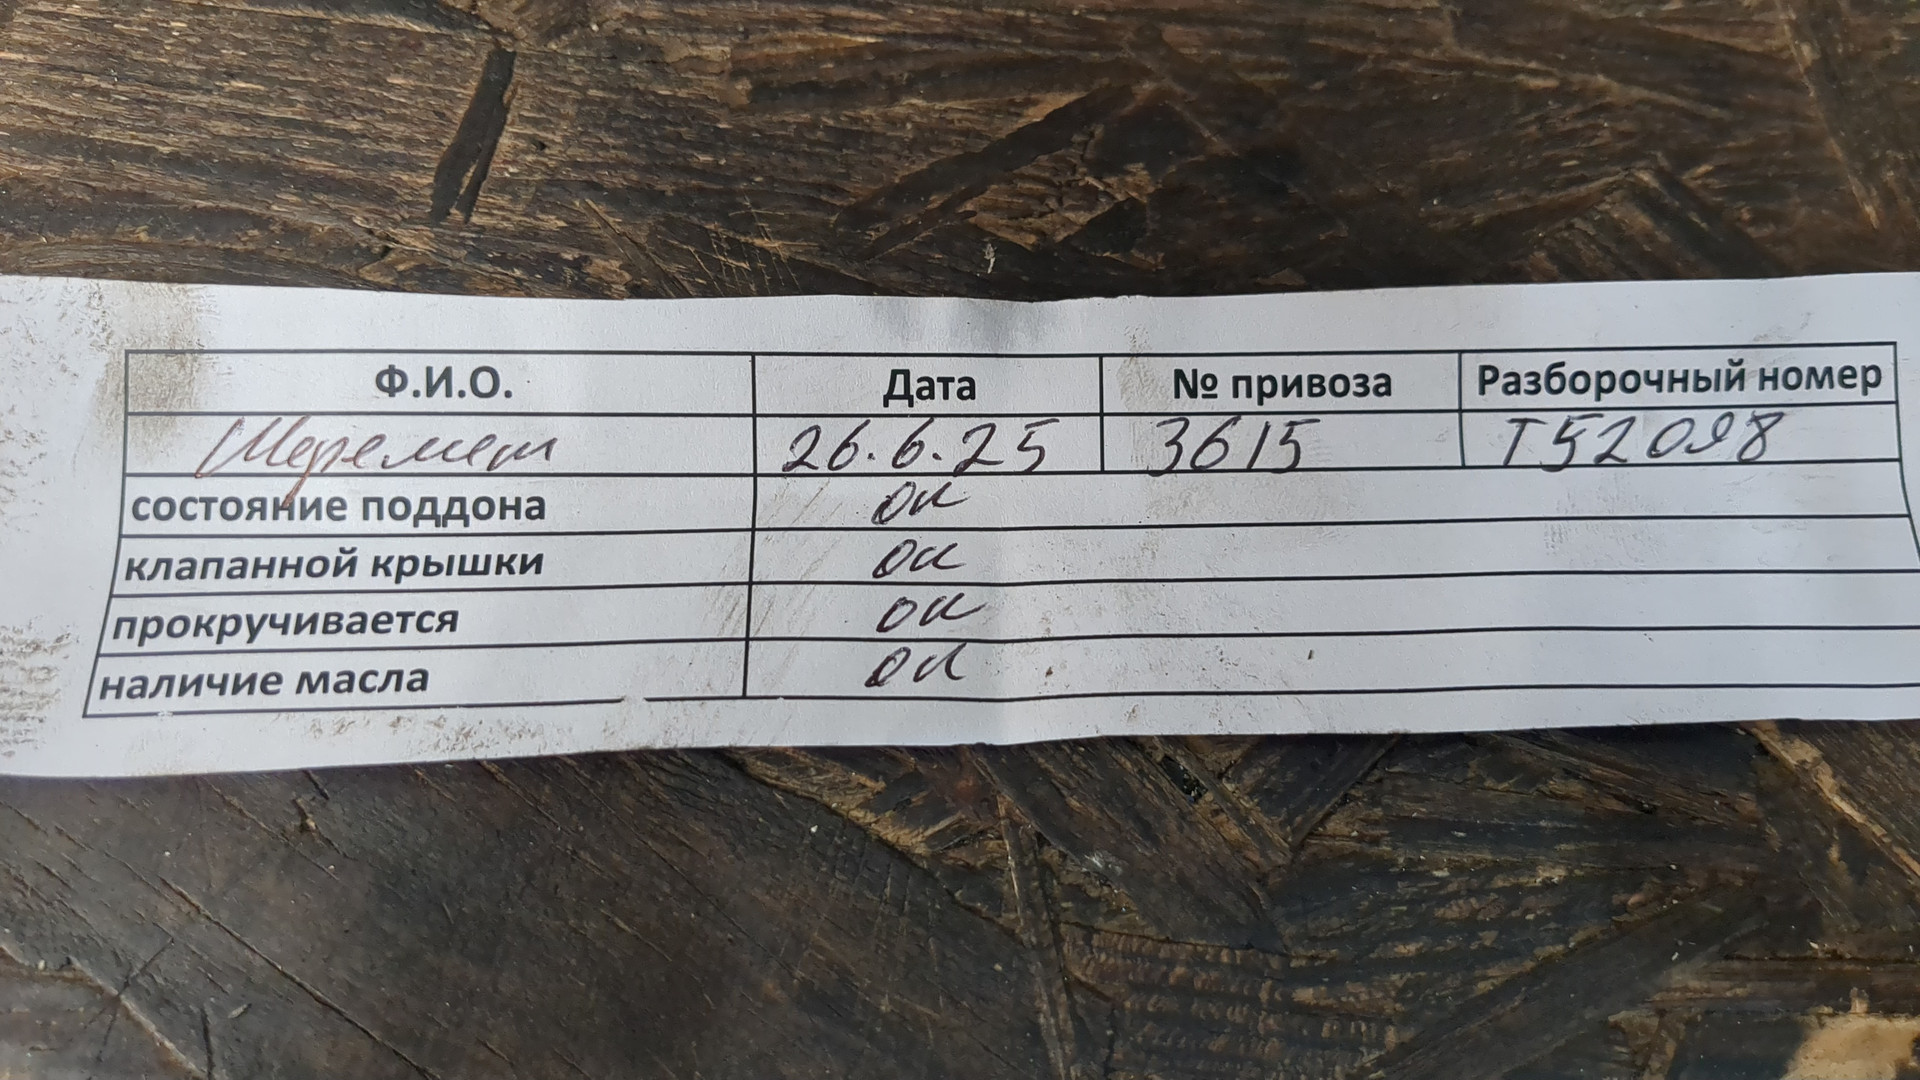 Ф.И.О. Дата № привоза Разборочный номер
Шеремет 26.6.25 3615 T52098
состояние поддона ок
клапанной крышки ок
прокручивается ок
наличие масла ок